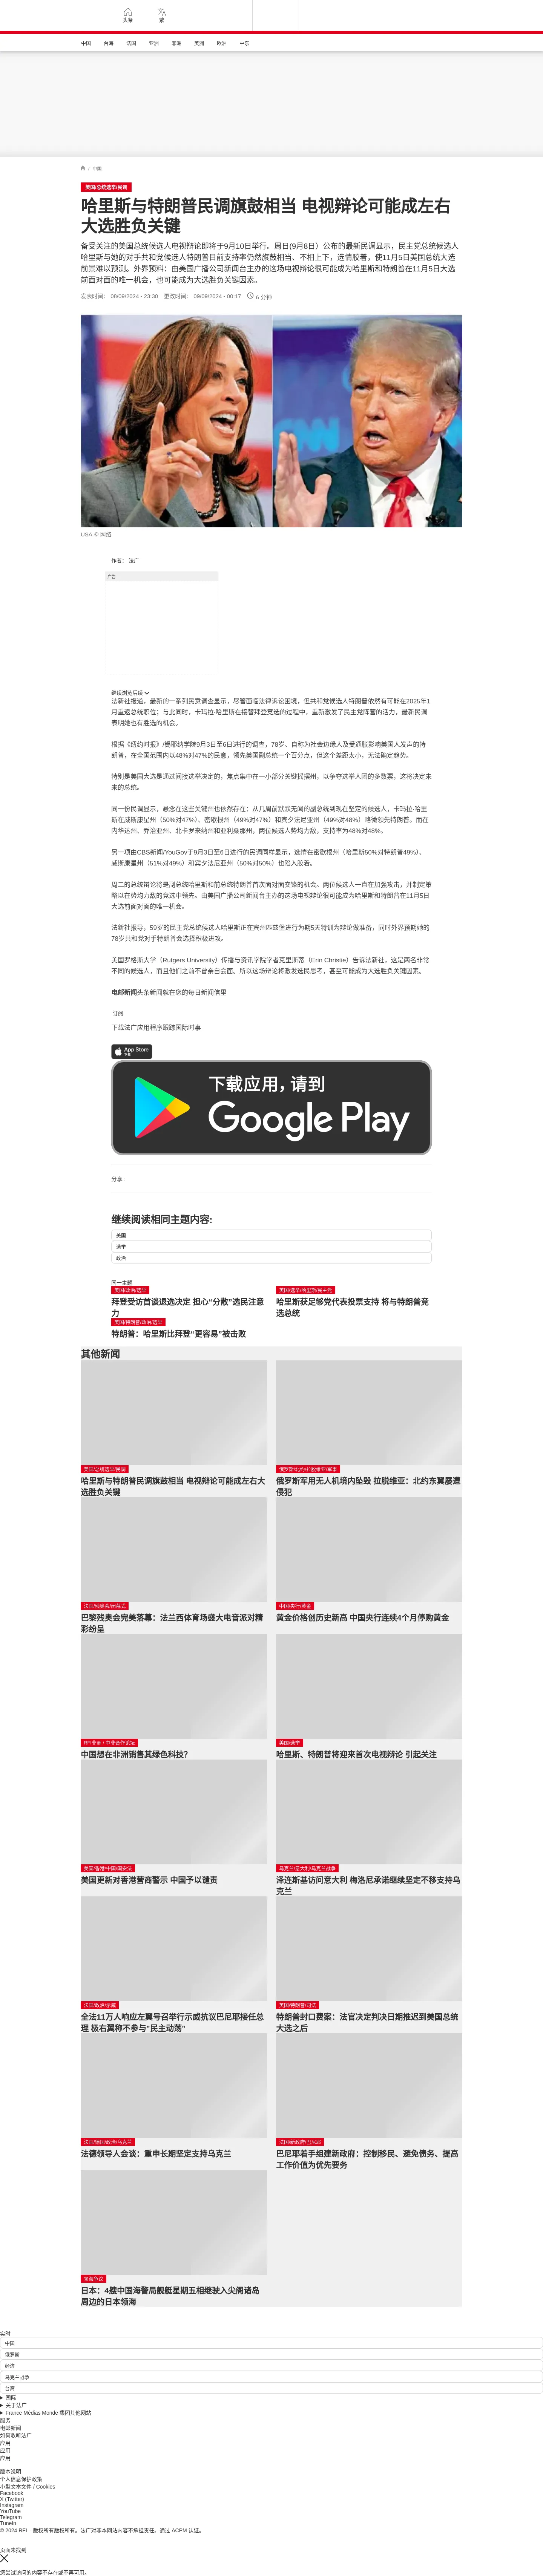 头条
繁
中国
台海
法国
亚洲
非洲
美洲
欧洲
中东
/ 美国
美国/总统选举/民调
哈里斯与特朗普民调旗鼓相当 电视辩论可能成左右
大选胜负关键
备受关注的美国总统候选人电视辩论即将于9月10日举行。周日(9月8日）公布的最新民调显示，民主党总统候选人
哈里斯与她的对手共和党候选人特朗普目前支持率仍然旗鼓相当、不相上下，选情胶着，使11月5日美国总统大选
前景难以预测。外界预料：由美国广播公司新闻台主办的这场电视辩论很可能成为哈里斯和特朗普在11月5日大选
前面对面的唯一机会，也可能成为大选胜负关键因素。
发表时间： 08/09/2024 - 23:30 更改时间： 09/09/2024 - 00:17 6 分钟
USA © 网络
作者： 法广
广告
继续浏览后续
法新社报道，最新的一系列民意调查显示，尽管面临法律诉讼困境，但共和党候选人特朗普依然有可能在2025年1
月重返总统职位；与此同时，卡玛拉·哈里斯在接替拜登竞选的过程中，重新激发了民主党阵营的活力，最新民调
表明她也有胜选的机会。
根据《纽约时报》/锡耶纳学院9月3日至6日进行的调查，78岁、自称为社会边缘人及受通胀影响美国人发声的特
朗普，在全国范围内以48%对47%的民意，领先美国副总统一个百分点，但这个差距太小，无法确定趋势。
特别是美国大选是通过间接选举决定的，焦点集中在一小部分关键摇摆州，以争夺选举人团的多数票，这将决定未
来的总统。
同一份民调显示，悬念在这些关键州也依然存在：从几周前默默无闻的副总统到现在坚定的候选人，卡玛拉·哈里
斯在威斯康星州（50%对47%）、密歇根州（49%对47%）和宾夕法尼亚州（49%对48%）略微领先特朗普。而在
内华达州、乔治亚州、北卡罗来纳州和亚利桑那州，两位候选人势均力敌，支持率为48%对48%。
另一项由CBS新闻/YouGov于9月3日至6日进行的民调同样显示，选情在密歇根州（哈里斯50%对特朗普49%）、
威斯康星州（51%对49%）和宾夕法尼亚州（50%对50%）也陷入胶着。
周二的总统辩论将是副总统哈里斯和前总统特朗普首次面对面交锋的机会。两位候选人一直在加强攻击，并制定策
略以在势均力敌的竞选中领先。由美国广播公司新闻台主办的这场电视辩论很可能成为哈里斯和特朗普在11月5日
大选前面对面的唯一机会、
法新社报导，59岁的民主党总统候选人哈里斯正在宾州匹兹堡进行为期5天特训为辩论做准备，同时外界预期她的
78岁共和党对手特朗普会选择积极进攻。
美国罗格斯大学（Rutgers University）传播与资讯学院学者克里斯蒂（Erin Christie）告诉法新社，这是两名非常
不同的候选人，而且他们之前不曾亲自会面。所以这场辩论将激发选民思考，甚至可能成为大选胜负关键因素。
电邮新闻头条新闻就在您的每日新闻信里
订阅
下载法广应用程序跟踪国际时事
App Store
下载
下载应用，请到
Google Play
分享 :
继续阅读相同主题内容:
美国
选举
政治
同一主题
美国/政治/选举
拜登受访首谈退选决定 担心“分散”选民注意
力
美国/选举/哈里斯/民主党
哈里斯获足够党代表投票支持 将与特朗普竞
选总统
美国/特朗普/政治/选举
特朗普：哈里斯比拜登“更容易”被击败
其他新闻
美国/总统选举/民调
哈里斯与特朗普民调旗鼓相当 电视辩论可能成左右大
选胜负关键
俄罗斯/北约/拉脱维亚/军事
俄罗斯军用无人机境内坠毁 拉脱维亚：北约东翼屡遭
侵犯
法国/残奥会/闭幕式
巴黎残奥会完美落幕：法兰西体育场盛大电音派对精
彩纷呈
中国/央行/黄金
黄金价格创历史新高 中国央行连续4个月停购黄金
RFI非洲 / 中非合作论坛
中国想在非洲销售其绿色科技?
美国/选举
哈里斯、特朗普将迎来首次电视辩论 引起关注
美国/香港/中国/国安法
美国更新对香港营商警示 中国予以谴责
乌克兰/意大利/乌克兰战争
泽连斯基访问意大利 梅洛尼承诺继续坚定不移支持乌
克兰
法国/政治/示威
全法11万人响应左翼号召举行示威抗议巴尼耶接任总
理 极右翼称不参与“民主动荡”
美国/特朗普/司法
特朗普封口费案：法官决定判决日期推迟到美国总统
大选之后
法国/德国/政治/乌克兰
法德领导人会谈：重申长期坚定支持乌克兰
法国/新政府/巴尼耶
巴尼耶着手组建新政府：控制移民、避免债务、提高
工作价值为优先要务
领海争议
日本：4艘中国海警局舰艇星期五相继驶入尖阁诸岛
周边的日本领海
实时
中国
俄罗斯
经济
乌克兰战争
台湾
国际
关于法广
France Médias Monde 集团其他网站
服务
电邮新闻
如何收听法广
应用
应用
应用
版本说明
个人信息保护政策
小型文本文件 / Cookies
Facebook
X (Twitter)
Instagram
YouTube
Telegram
TuneIn
© 2024 RFI – 版权所有版权所有。法广对非本网站内容不承担责任。通过 ACPM 认证。
页面未找到
您尝试访问的内容不存在或不再可用。